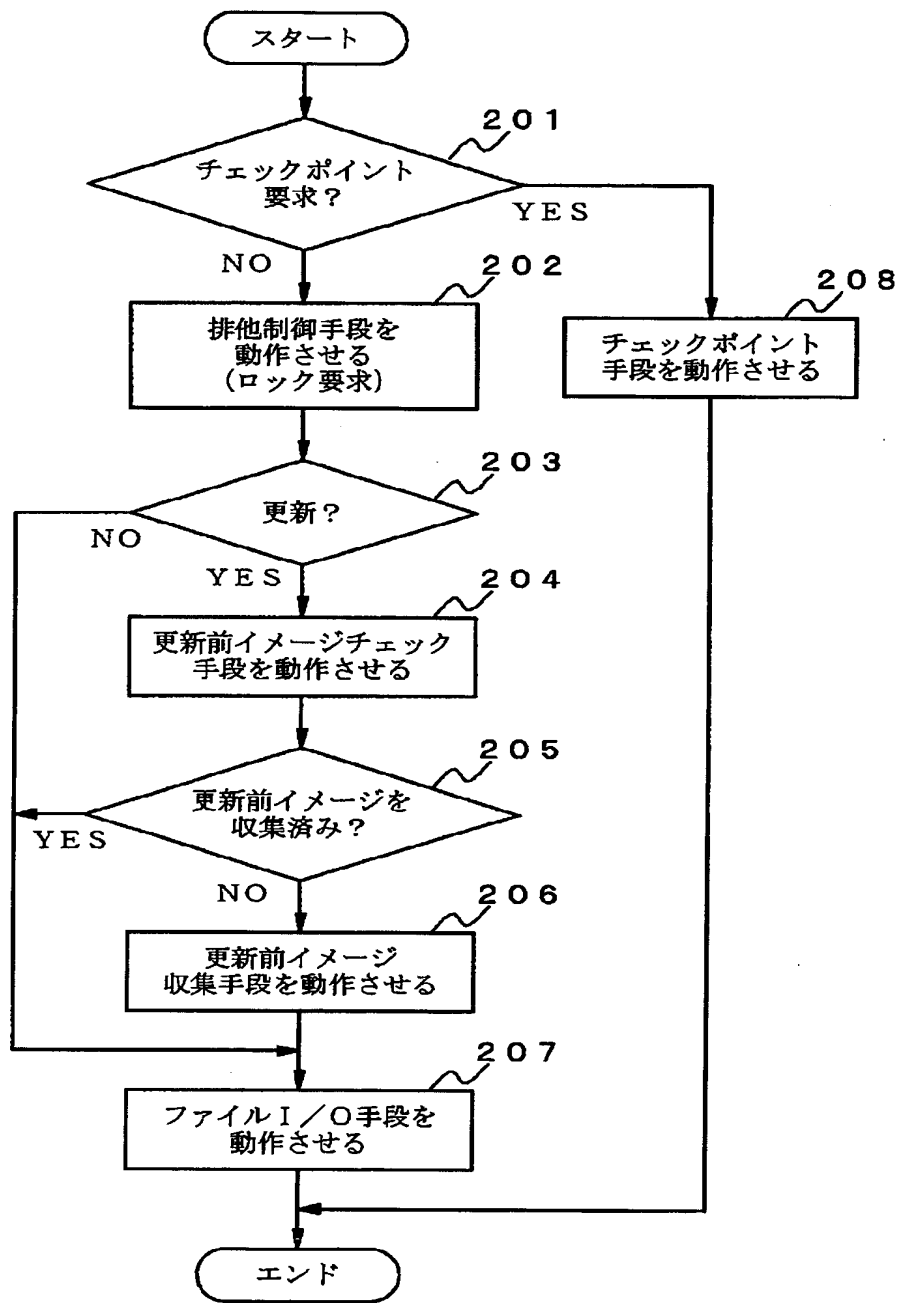 スタート
201
チェックポイント
要求?
YES
NO
202
208
排他制御手段を
動作させる
(ロック要求)
チェックポイント
手段を動作させる
203
更新?
NO
YES
204
更新前イメージチェック
手段を動作させる
205
更新前イメージを
収集済み?
YES
NO
206
更新前イメージ
収集手段を動作させる
207
ファイルI/O手段を
動作させる
エンド